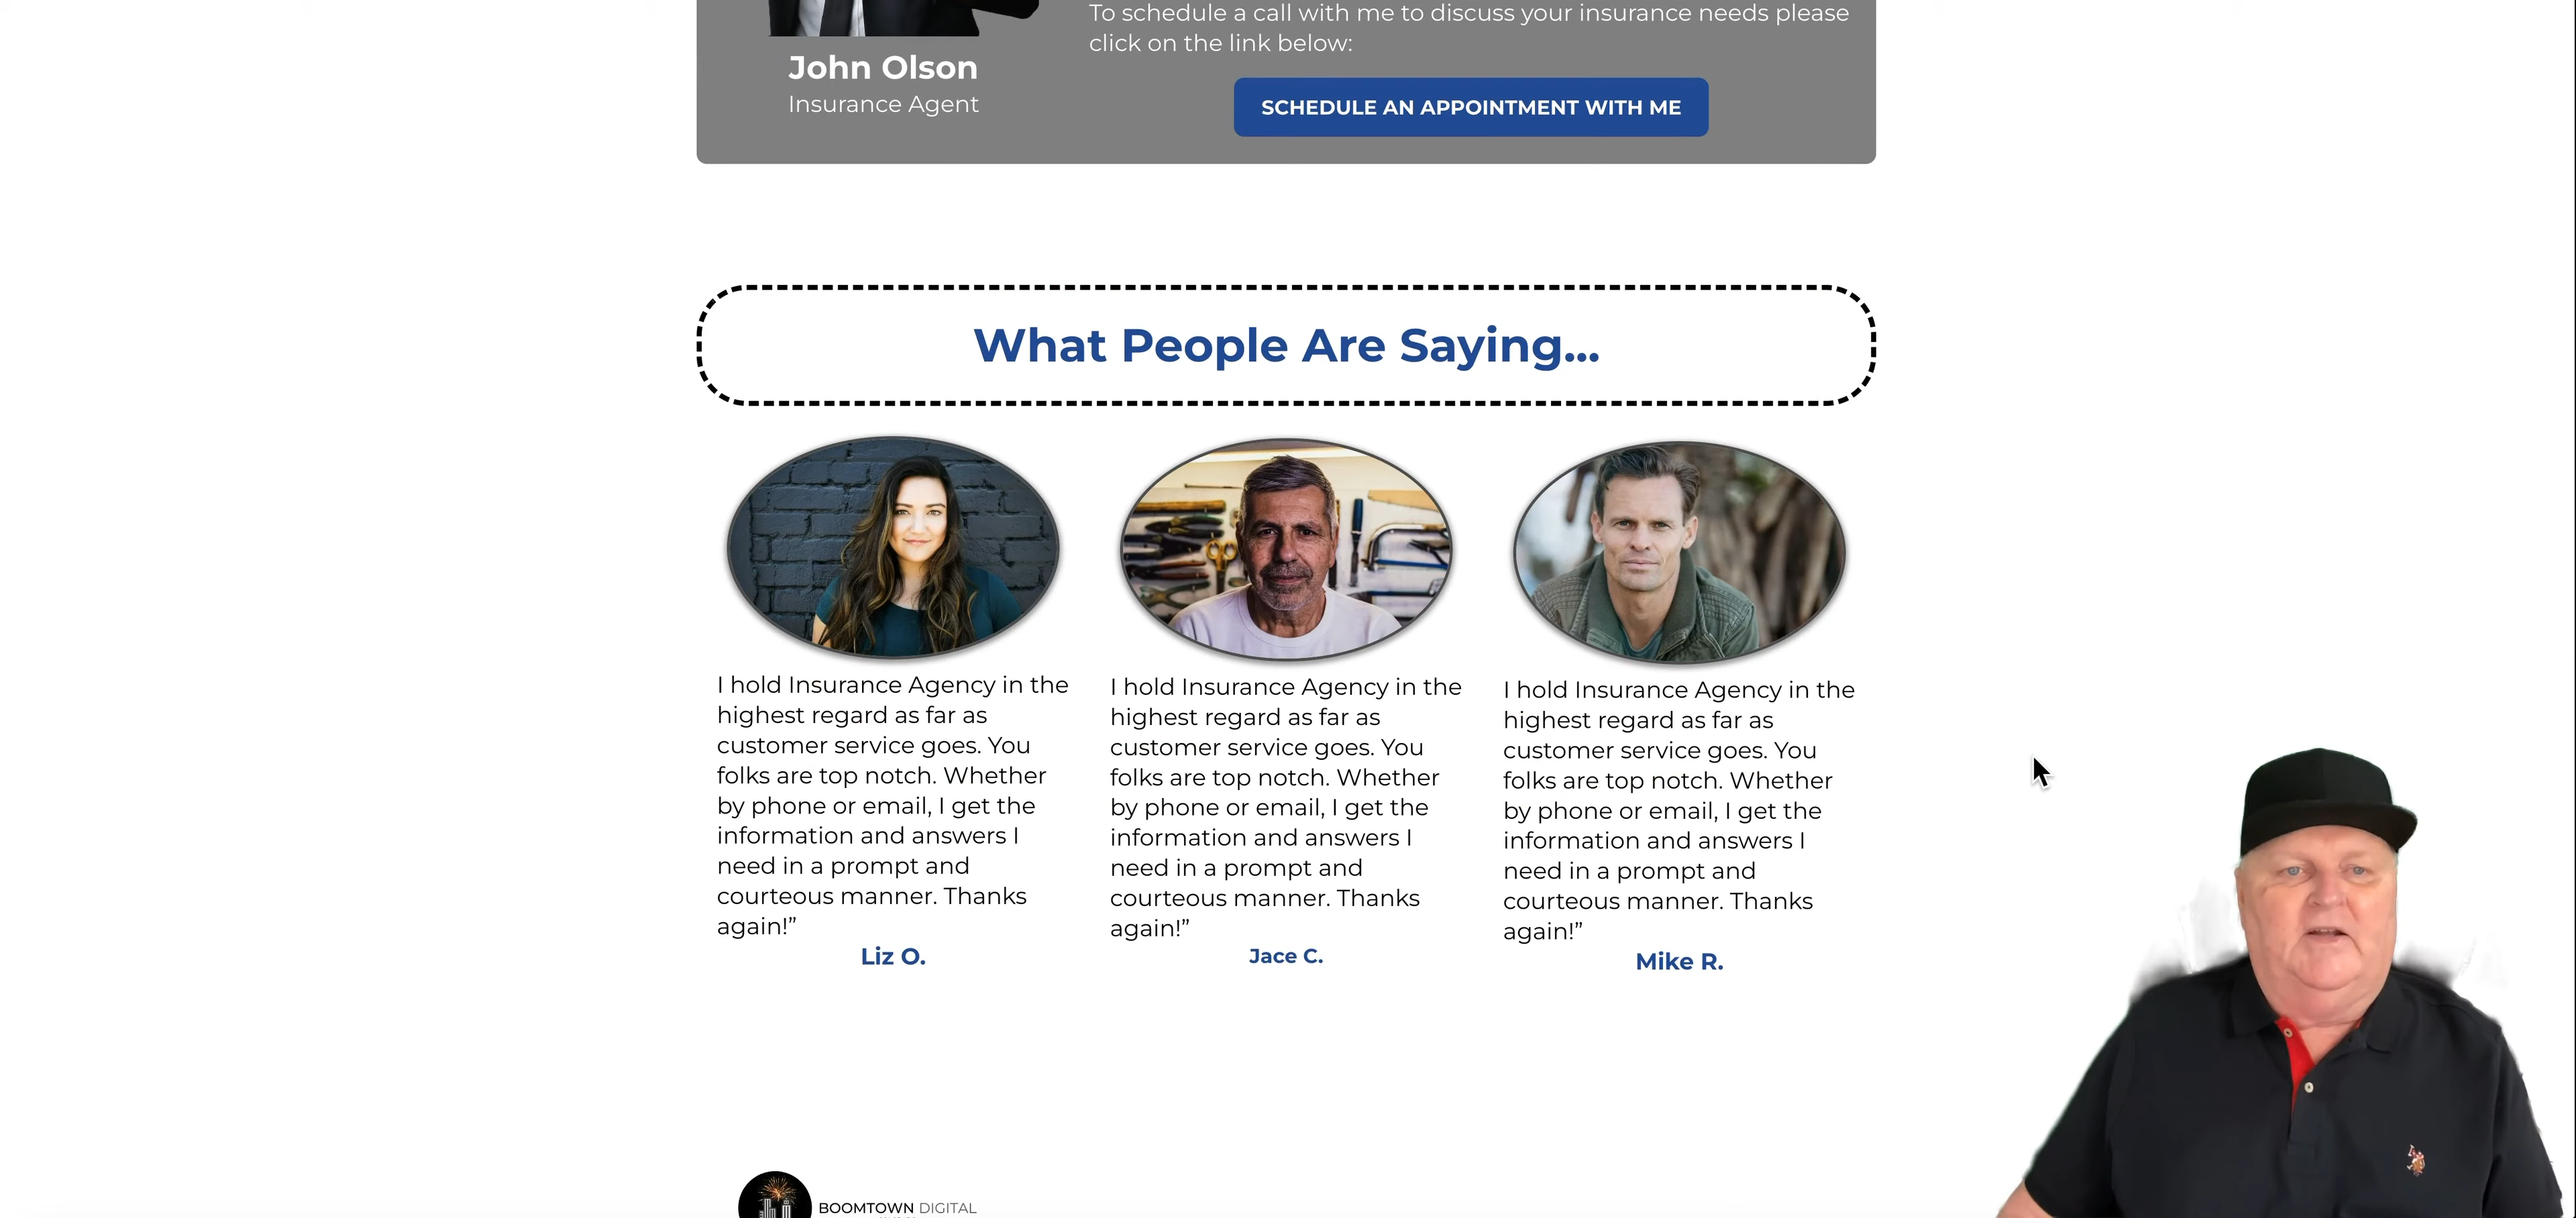 To schedule a call with me to discuss your insurance needs please
click on the link below:
John Olson
Insurance Agent
SCHEDULE AN APPOINTMENT WITH ME
What People Are Saying...
I hold Insurance Agency in the
highest regard as far as
customer service goes. You
folks are top notch. Whether
by phone or email, I get the
information and answers I
need in a prompt and
courteous manner. Thanks
again!”
Liz O.
I hold Insurance Agency in the
highest regard as far as
customer service goes. You
folks are top notch. Whether
by phone or email, I get the
information and answers I
need in a prompt and
courteous manner. Thanks
again!”
Jace C.
I hold Insurance Agency in the
highest regard as far as
customer service goes. You
folks are top notch. Whether
by phone or email, I get the
information and answers I
need in a prompt and
courteous manner. Thanks
again!”
Mike R.
BOOMTOWN DIGITAL